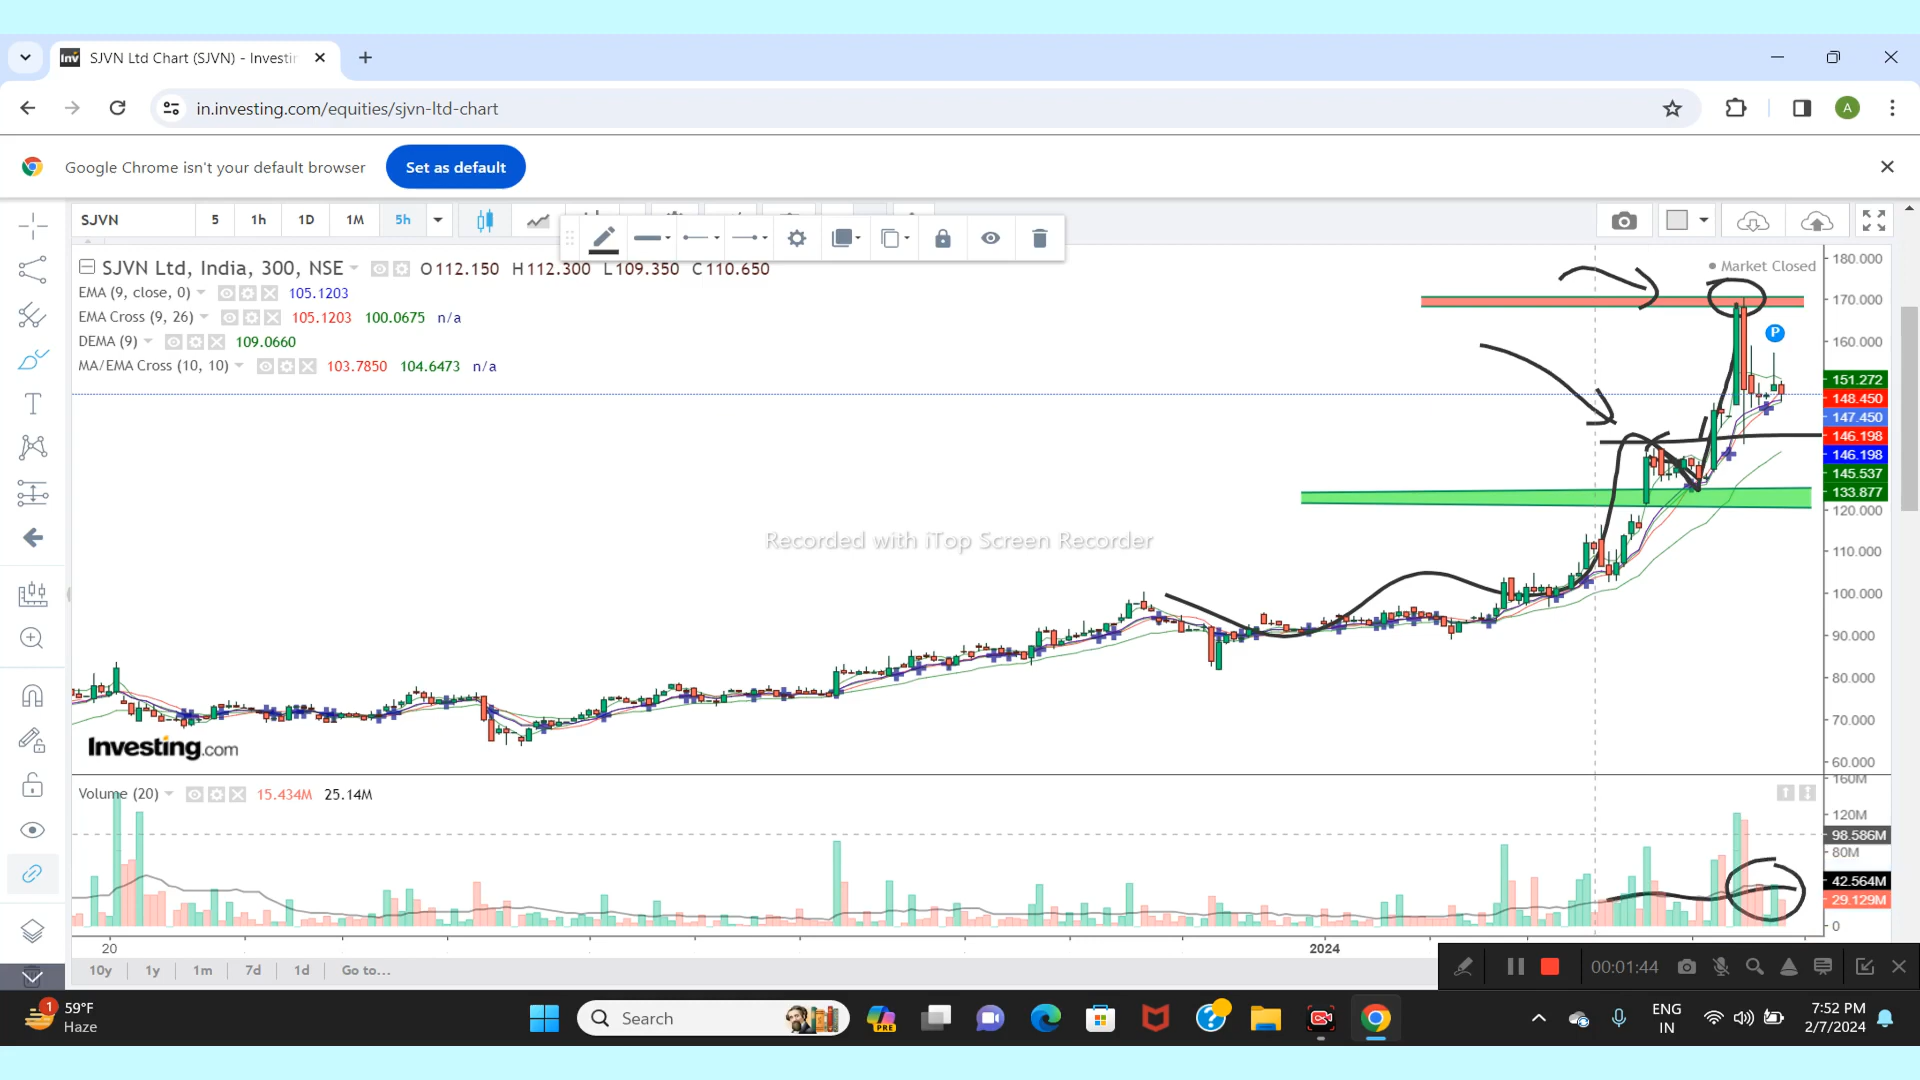 SJVN Ltd Chart (SJVN) - Investin
in.investing.com/equities/sjvn-ltd-chart
A
Google Chrome isn't your default browser
Set as default
SJVN 5 1h 1D 1M 5h
SJVN Ltd, India, 300, NSE O112.150 H112.300 L109.350 C110.650
Market Closed
EMA (9, close, 0) 105.1203
EMA Cross (9, 26) 105.1203 100.0675 n/a
DEMA (9) 109.0660
MA/EMA Cross (10, 10) 103.7850 104.6473 n/a
P
180.000
170.000
160.000
151.272
148.450
147.450
146.198
146.198
145.537
133.877
120.000
110.000
100.000
90.000
80.000
70.000
60.000
Recorded with iTop Screen Recorder
Investing.com
Volume (20) 15.434M 25.14M
160M
120M
98.586M
80M
42.564M
29.129M
0
20 2024
10y 1y 1m 7d 1d Go to...
00:01:44
1
59°F
Haze
Search
PRE
ENG
IN
7:52 PM
2/7/2024